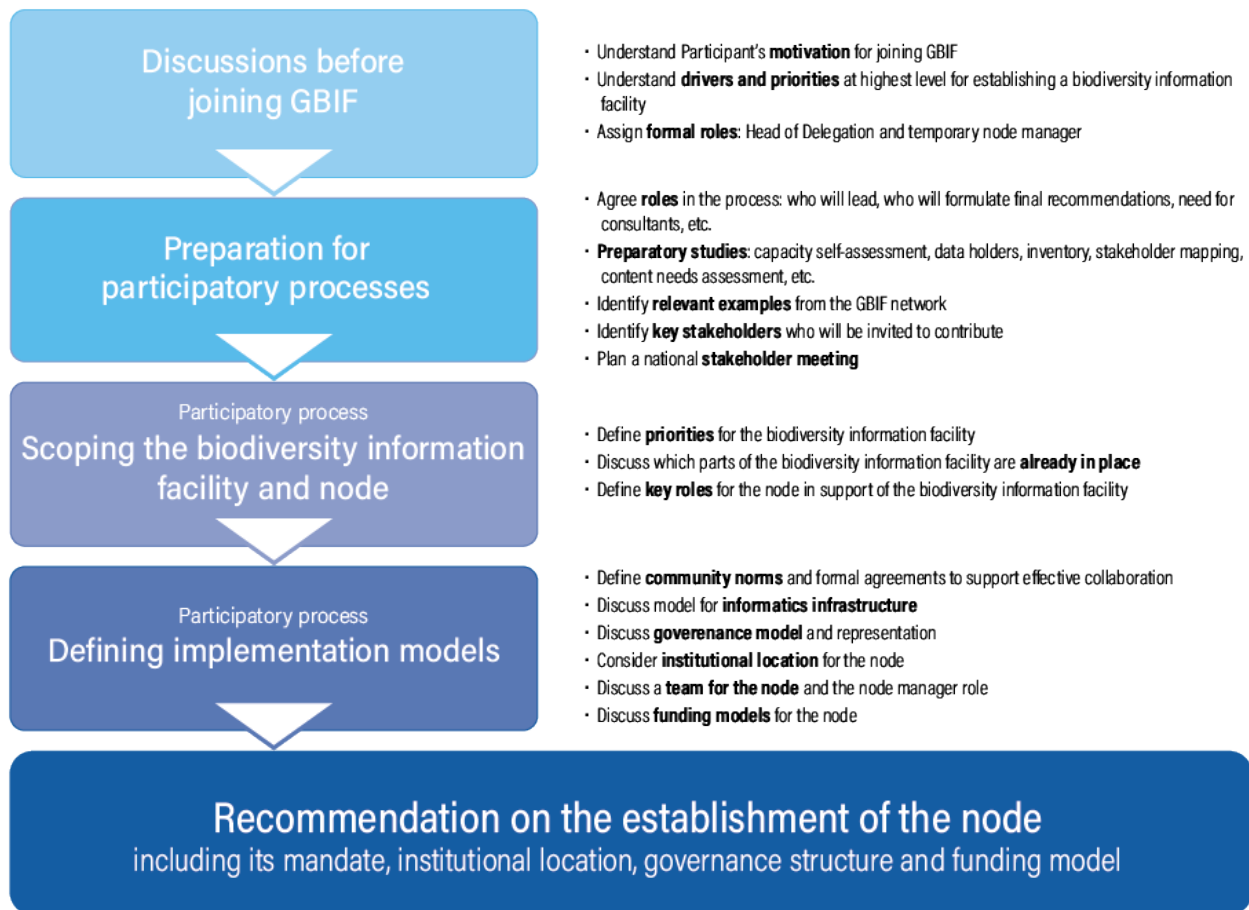 Discussions before
joining GBIF
· Understand Participant's motivation for joining GBIF
· Understand drivers and priorities at highest level for establishing a biodiversity information
facility
· Assign formal roles: Head of Delegation and temporary node manager
Preparation for
participatory processes
· Agree roles in the process: who will lead, who will formulate final recommendations, need for
consultants, etc.
· Preparatory studies: capacity self-assessment, data holders, inventory, stakeholder mapping,
content needs assessment, etc.
· Identify relevant examples from the GBIF network
· Identify key stakeholders who will be invited to contribute
· Plan a national stakeholder meeting
Participatory process
Scoping the biodiversity information
facility and node
· Define priorities for the biodiversity information facility
· Discuss which parts of the biodiversity information facility are already in place
· Define key roles for the node in support of the biodiversity information facility
Participatory process
Defining implementation models
· Define community norms and formal agreements to support effective collaboration
· Discuss model for informatics infrastructure
· Discuss goverenance model and representation
· Consider institutional location for the node
· Discuss a team for the node and the node manager role
· Discuss funding models for the node
Recommendation on the establishment of the node
including its mandate, institutional location, governance structure and funding model